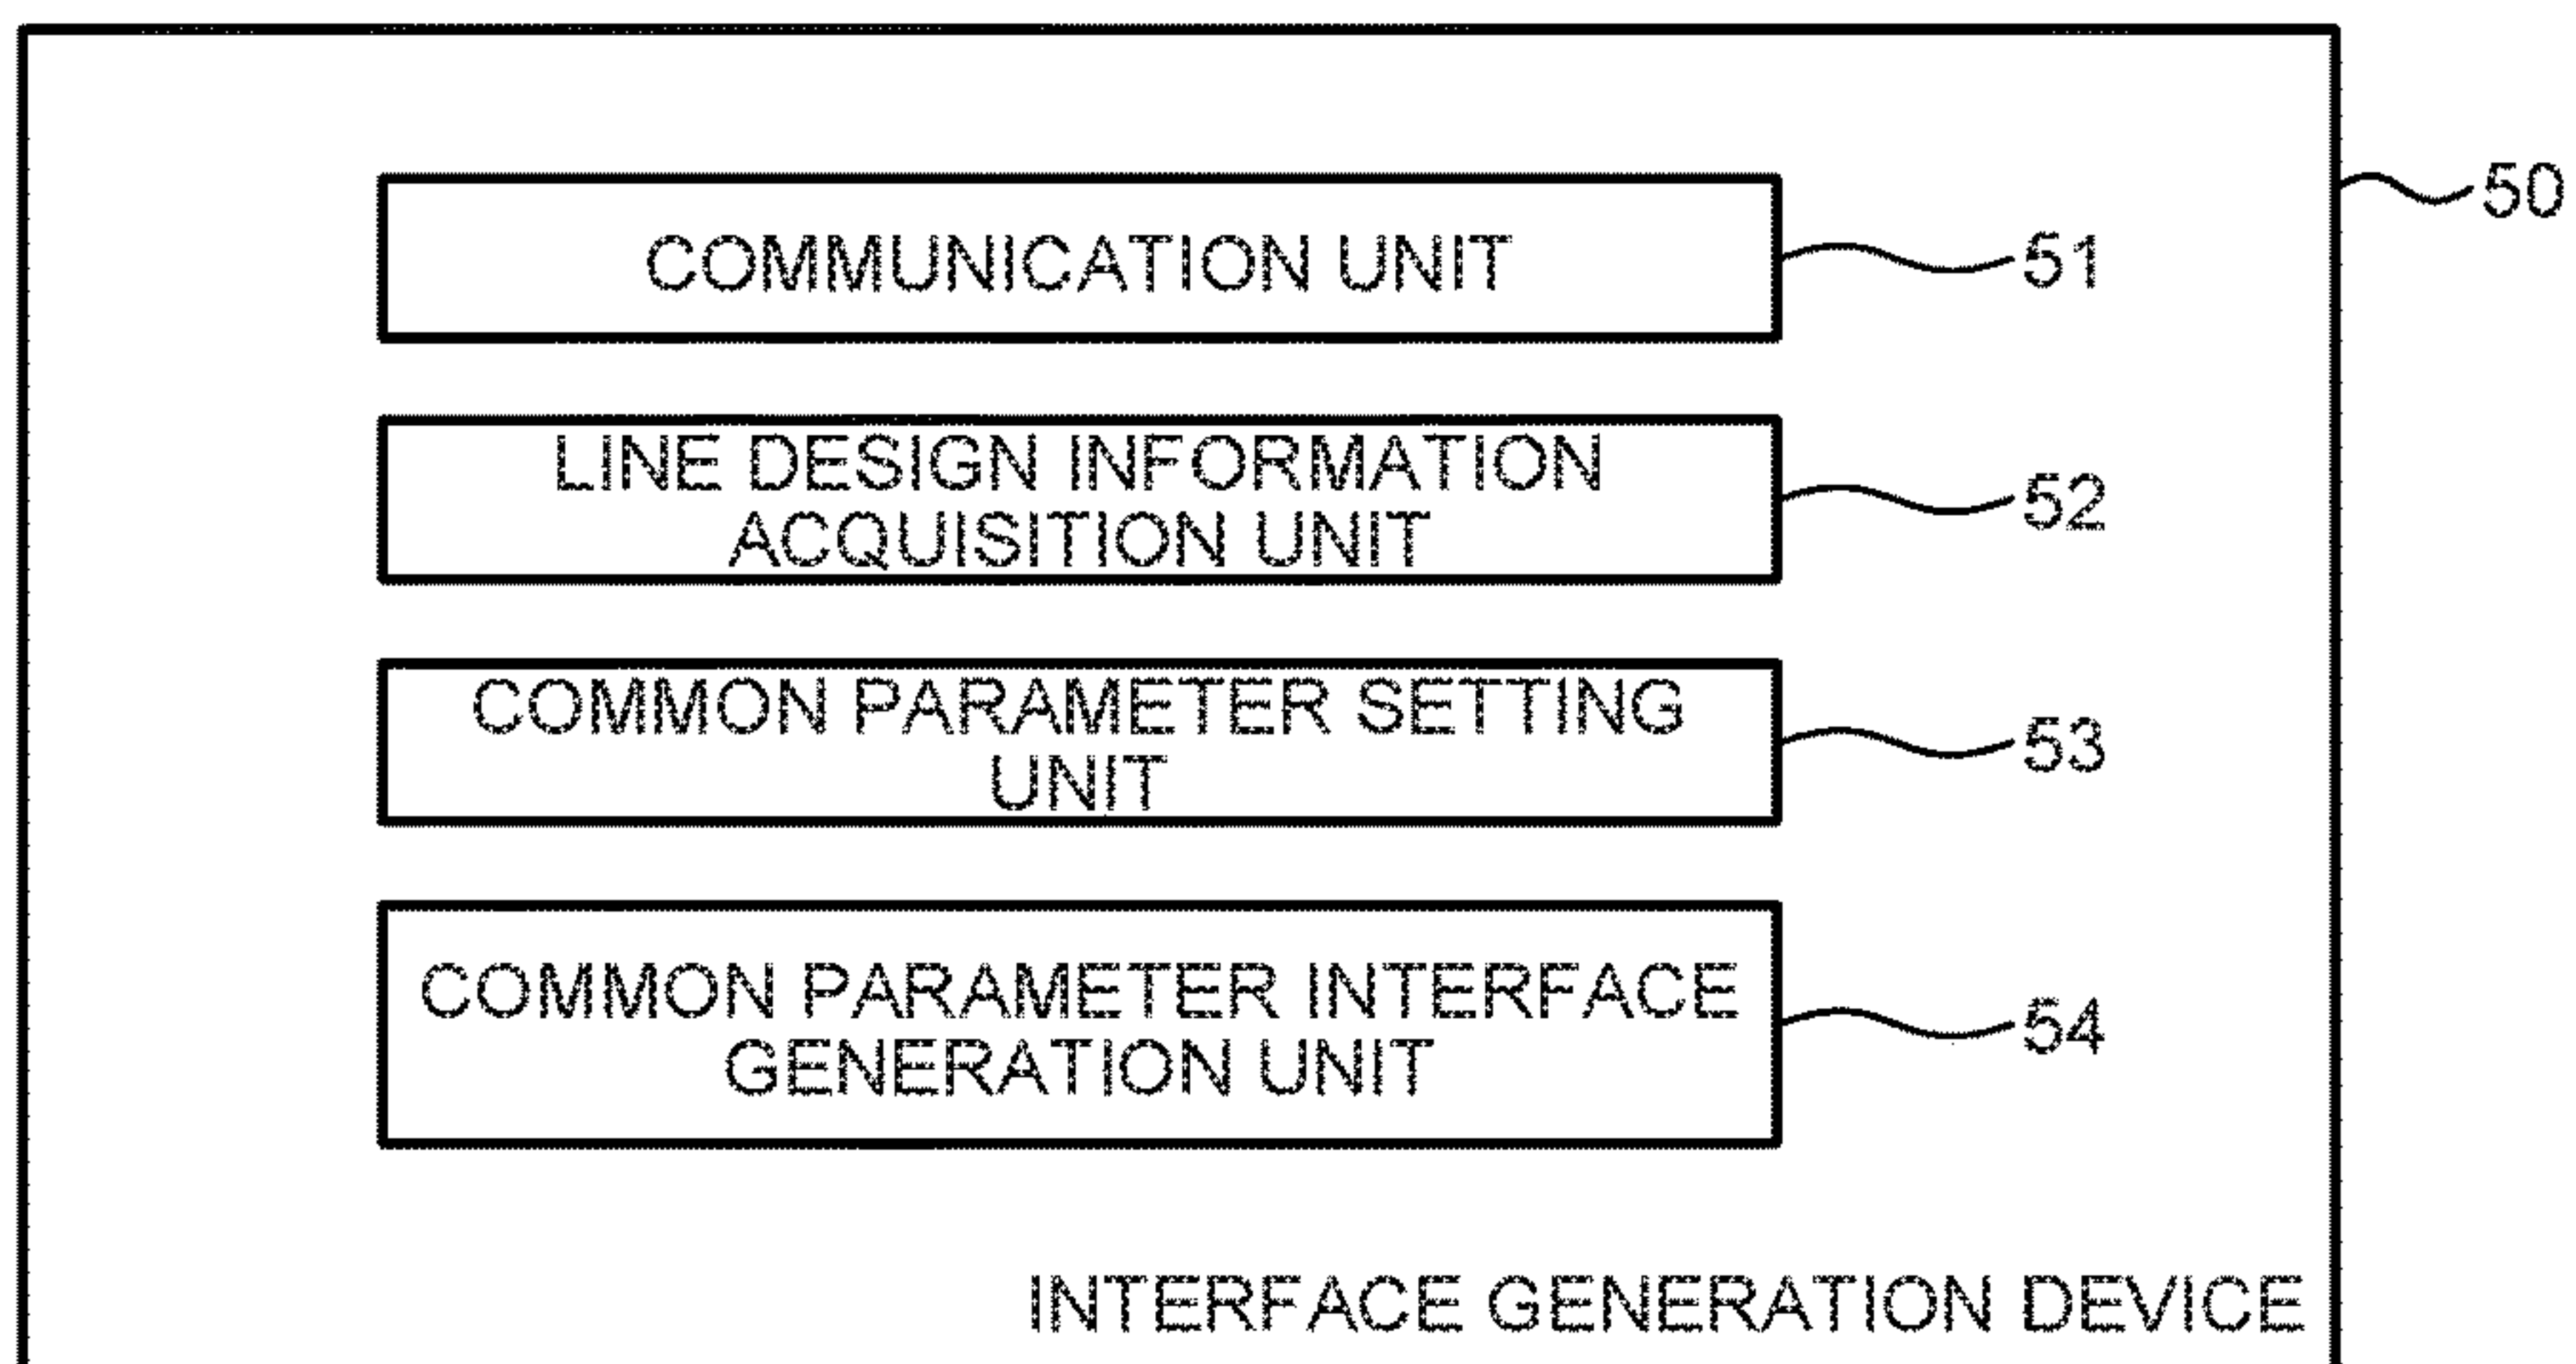 50
COMMUNICATION UNIT
51
LINE DESIGN INFORMATION
ACQUISITION UNIT
52
COMMON PARAMETER SETTING
UNIT
53
COMMON PARAMETER INTERFACE
GENERATION UNIT
54
INTERFACE GENERATION DEVICE